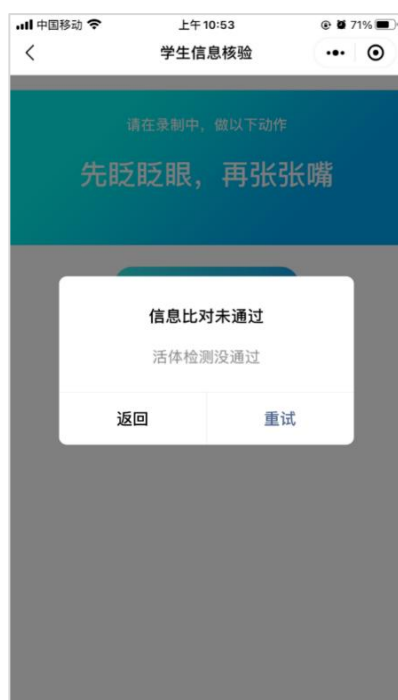 中国移动 上午10:53 71%
学生信息核验
请在录制中，做以下动作
先眨眨眼，再张张嘴
信息比对未通过
活体检测没通过
返回 重试